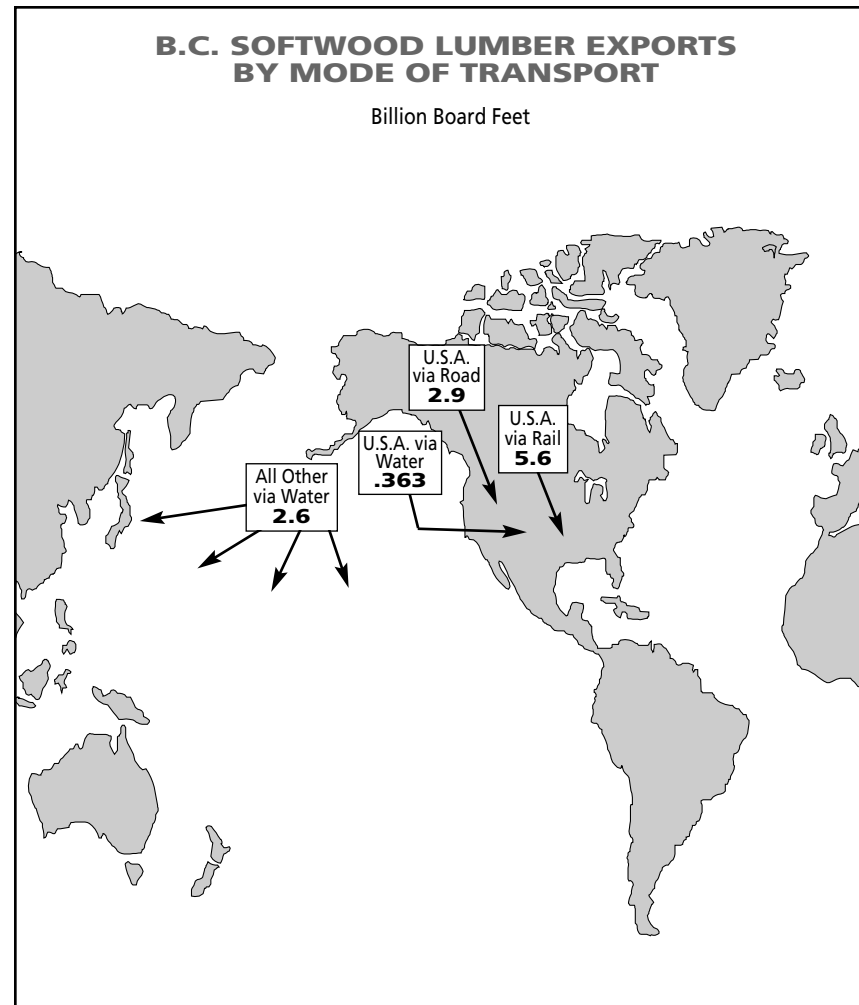 B.C. SOFTWOOD LUMBER EXPORTS
BY MODE OF TRANSPORT
Billion Board Feet
U.S.A.
via Road
2.9
U.S.A.
via Rail
5.6
U.S.A. via
Water
.363
All Other
via Water
2.6